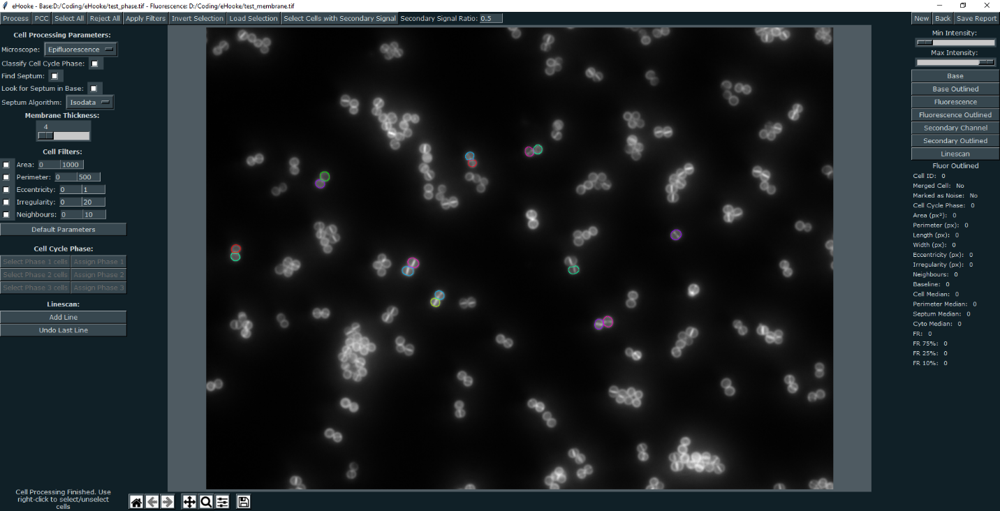 eHooke - Base:D:/Coding/eHooke/test_phase.tif - Fluorescence: D:/Coding/eHooke/test_membrane.tif
Process PCC Select All Reject All Apply Filters Invert Selection Load Selection Select Cells with Secondary Signal Secondary Signal Ratio: 0.5 New Back Save Report
Cell Processing Parameters:
Microscope: Epifluorescence
Classify Cell Cycle Phase:
Find Septum:
Look for Septum in Base:
Septum Algorithm: Isodata
Membrane Thickness:
4
Cell Filters:
Area: 0 1000
Perimeter: 0 500
Eccentricity: 0 1
Irregularity: 0 20
Neighbours: 0 10
Default Parameters
Cell Cycle Phase:
Select Phase 1 cells Assign Phase 1
Select Phase 2 cells Assign Phase 2
Select Phase 3 cells Assign Phase 3
Linescan:
Add Line
Undo Last Line
Cell Processing Finished. Use
right-click to select/unselect
cells
Min Intensity:
Max Intensity:
Base
Base Outlined
Fluorescence
Fluorescence Outlined
Secondary Channel
Secondary Outlined
Linescan
Fluor Outlined
Cell ID: 0
Merged Cell: No
Marked as Noise: No
Cell Cycle Phase: 0
Area (px²): 0
Perimeter (px): 0
Length (px): 0
Width (px): 0
Eccentricity (px): 0
Irregularity (px): 0
Neighbours: 0
Baseline: 0
Cell Median: 0
Perimeter Median: 0
Septum Median: 0
Cyto Median: 0
FR: 0
FR 75%: 0
FR 25%: 0
FR 10%: 0